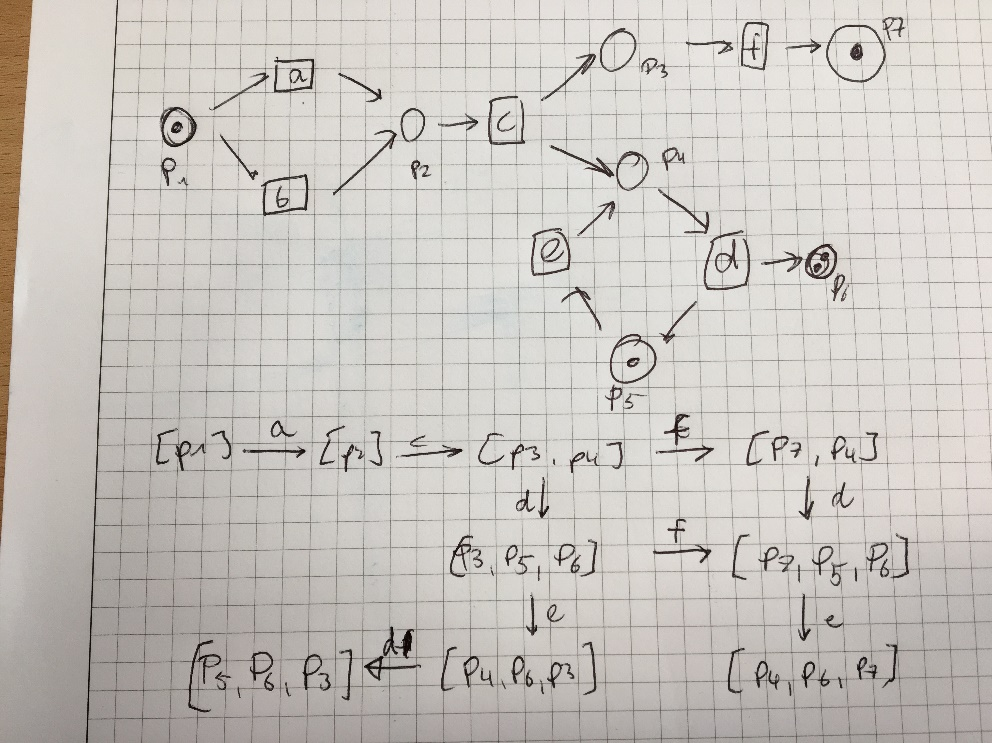 p3 f p7
a
p1 p2 c p4
b
e d p6
p5
[p1] a [p2] c [p3, p4] f [p7, p4]
d d
[p3, p5, p6] f [p7, p5, p6]
e e
[p5, p6, p3] d [p4, p6, p3] [p4, p6, p7]